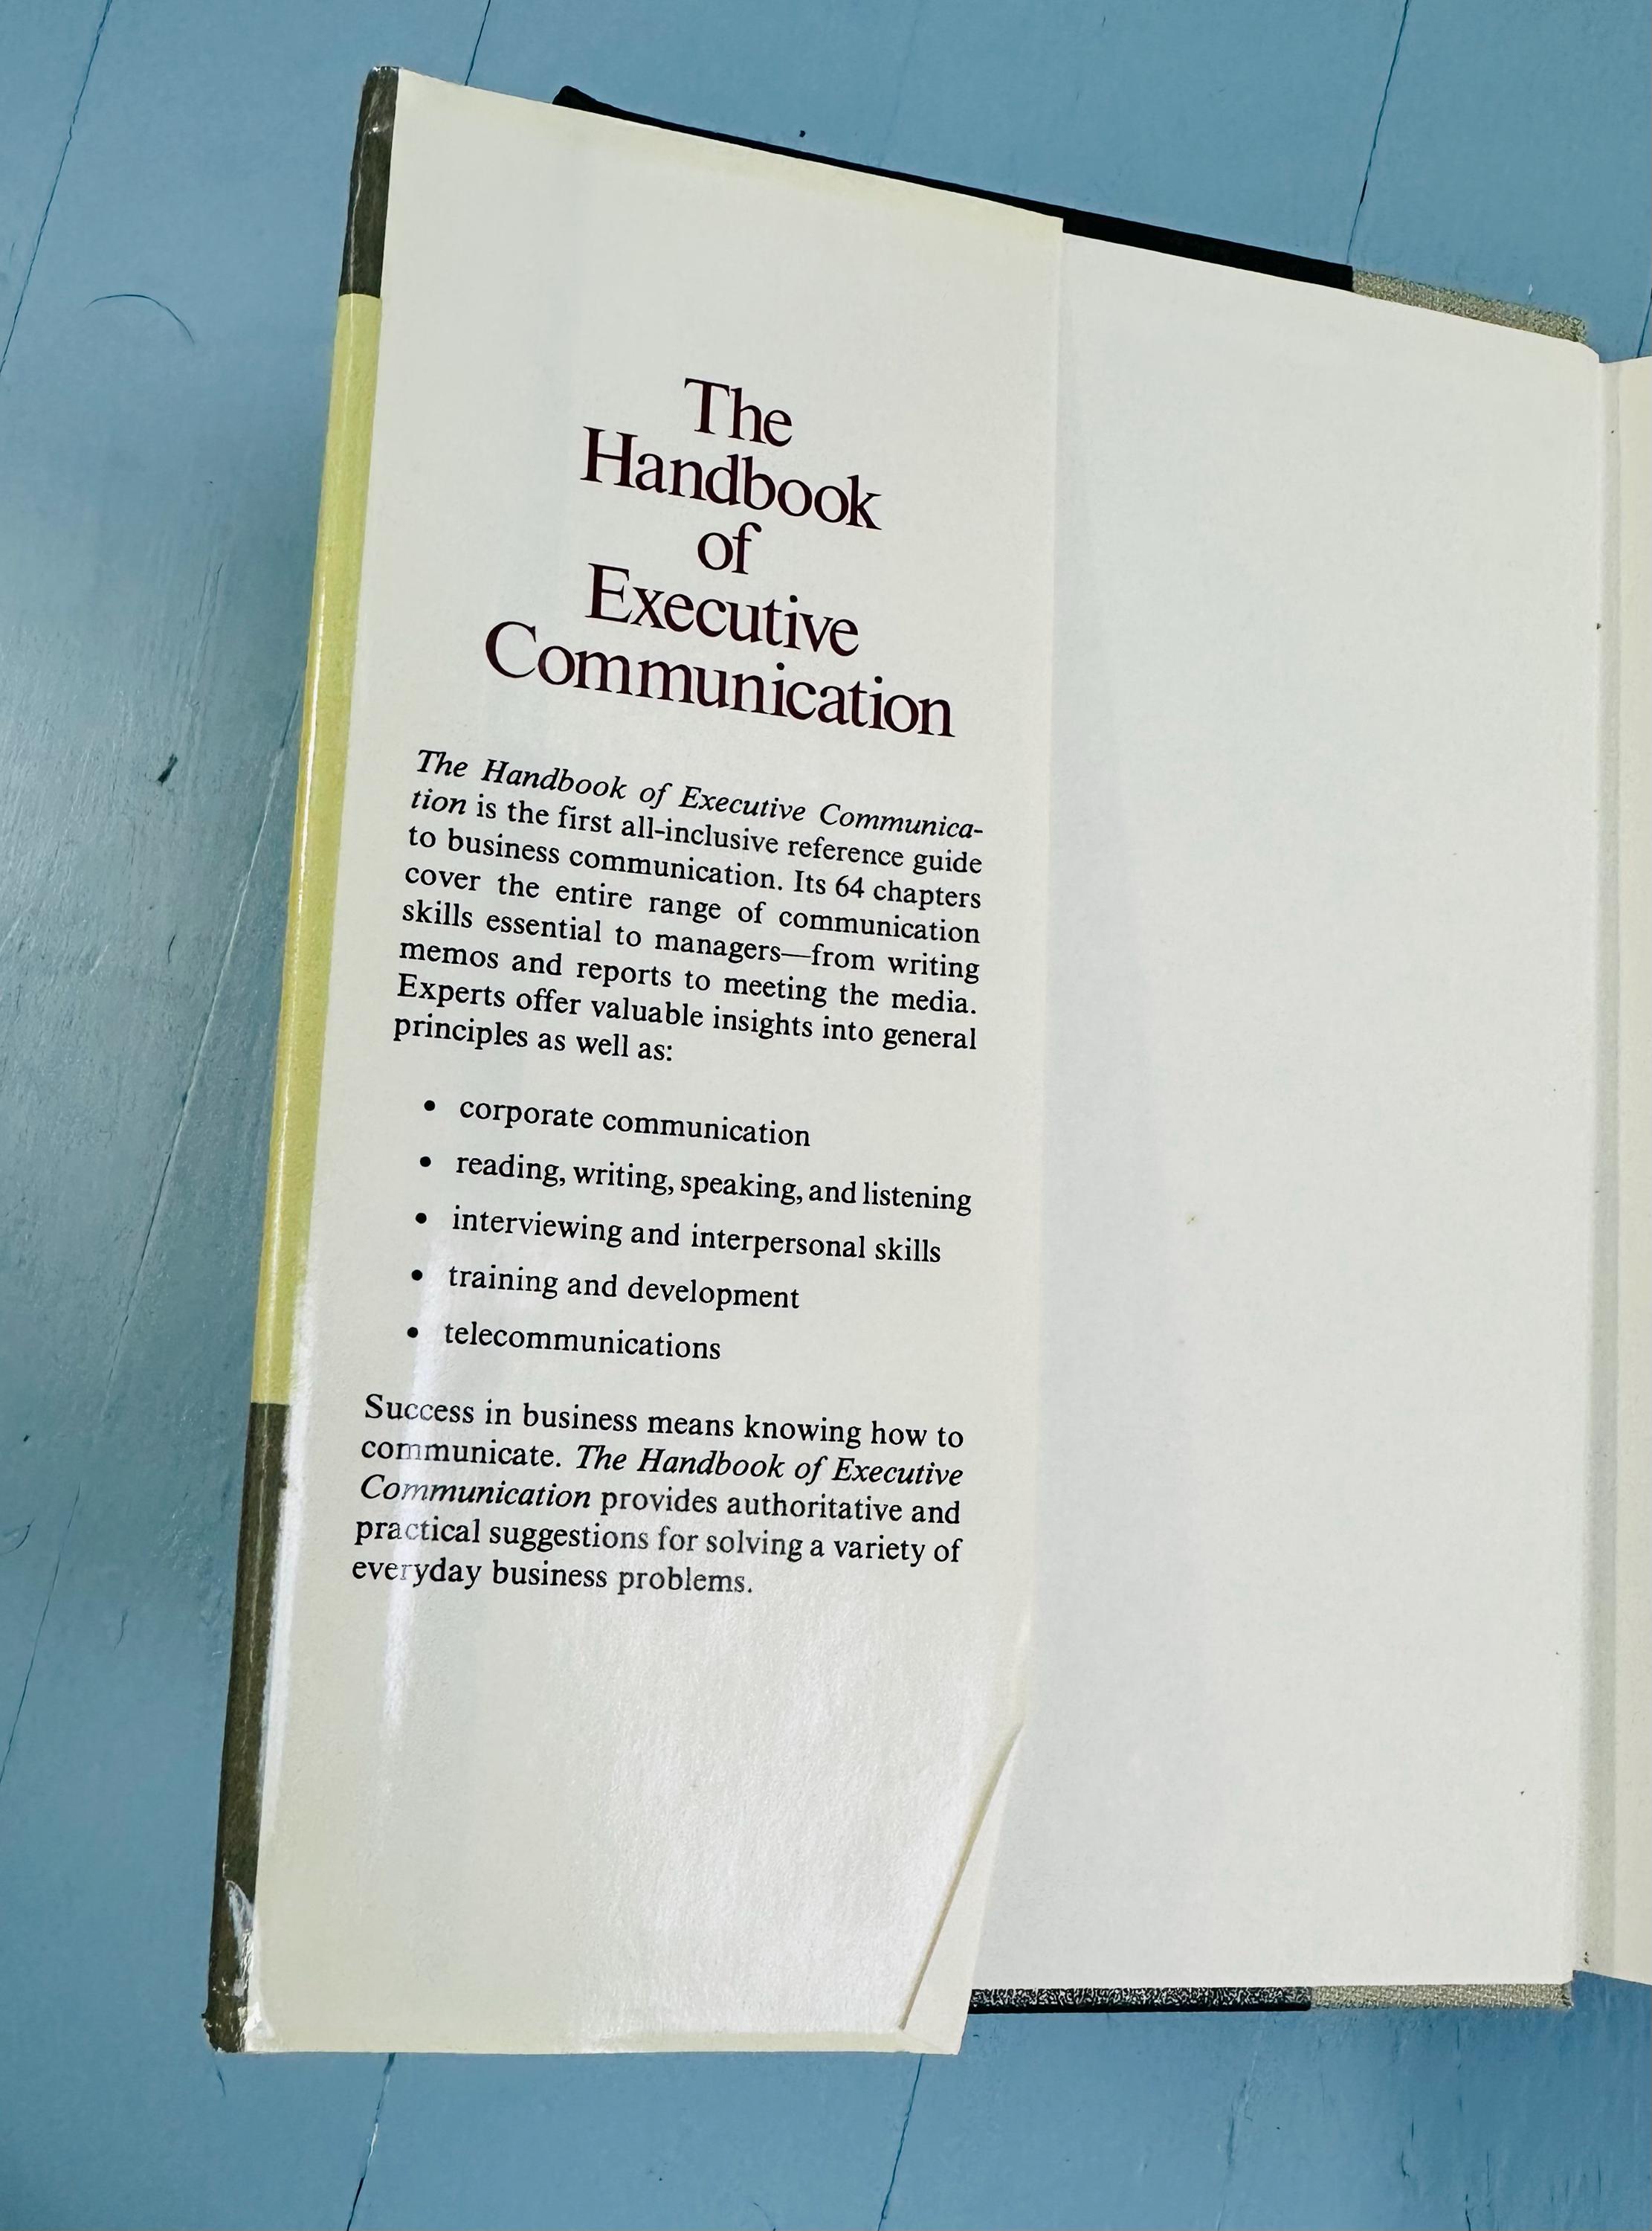 The
Handbook
of
Executive
Communication
The Handbook of Executive Communica-
tion is the first all-inclusive reference guide
to business communication. Its 64 chapters
cover the entire range of communication
skills essential to managers—from writing
memos and reports to meeting the media.
Experts offer valuable insights into general
principles as well as:
• corporate communication
• reading, writing, speaking, and listening
• interviewing and interpersonal skills
• training and development
• telecommunications
Success in business means knowing how to
communicate. The Handbook of Executive
Communication provides authoritative and
practical suggestions for solving a variety of
everyday business problems.